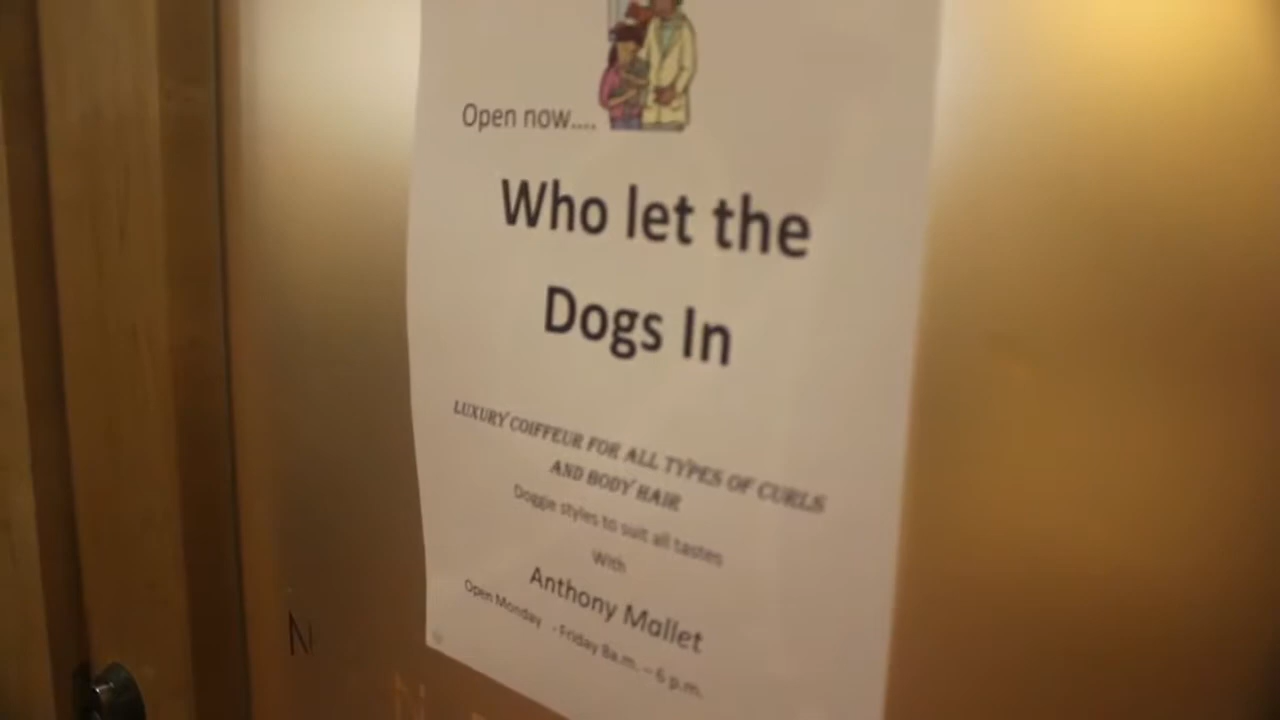 Open now....
Who let the
Dogs In
LUXURY COIFFEUR FOR ALL TYPES OF CURLS
AND BODY HAIR
Doggie styles to suit all tastes
With
Anthony Mallet
Open Monday - Friday 8a.m. – 6 p.m.
N
N